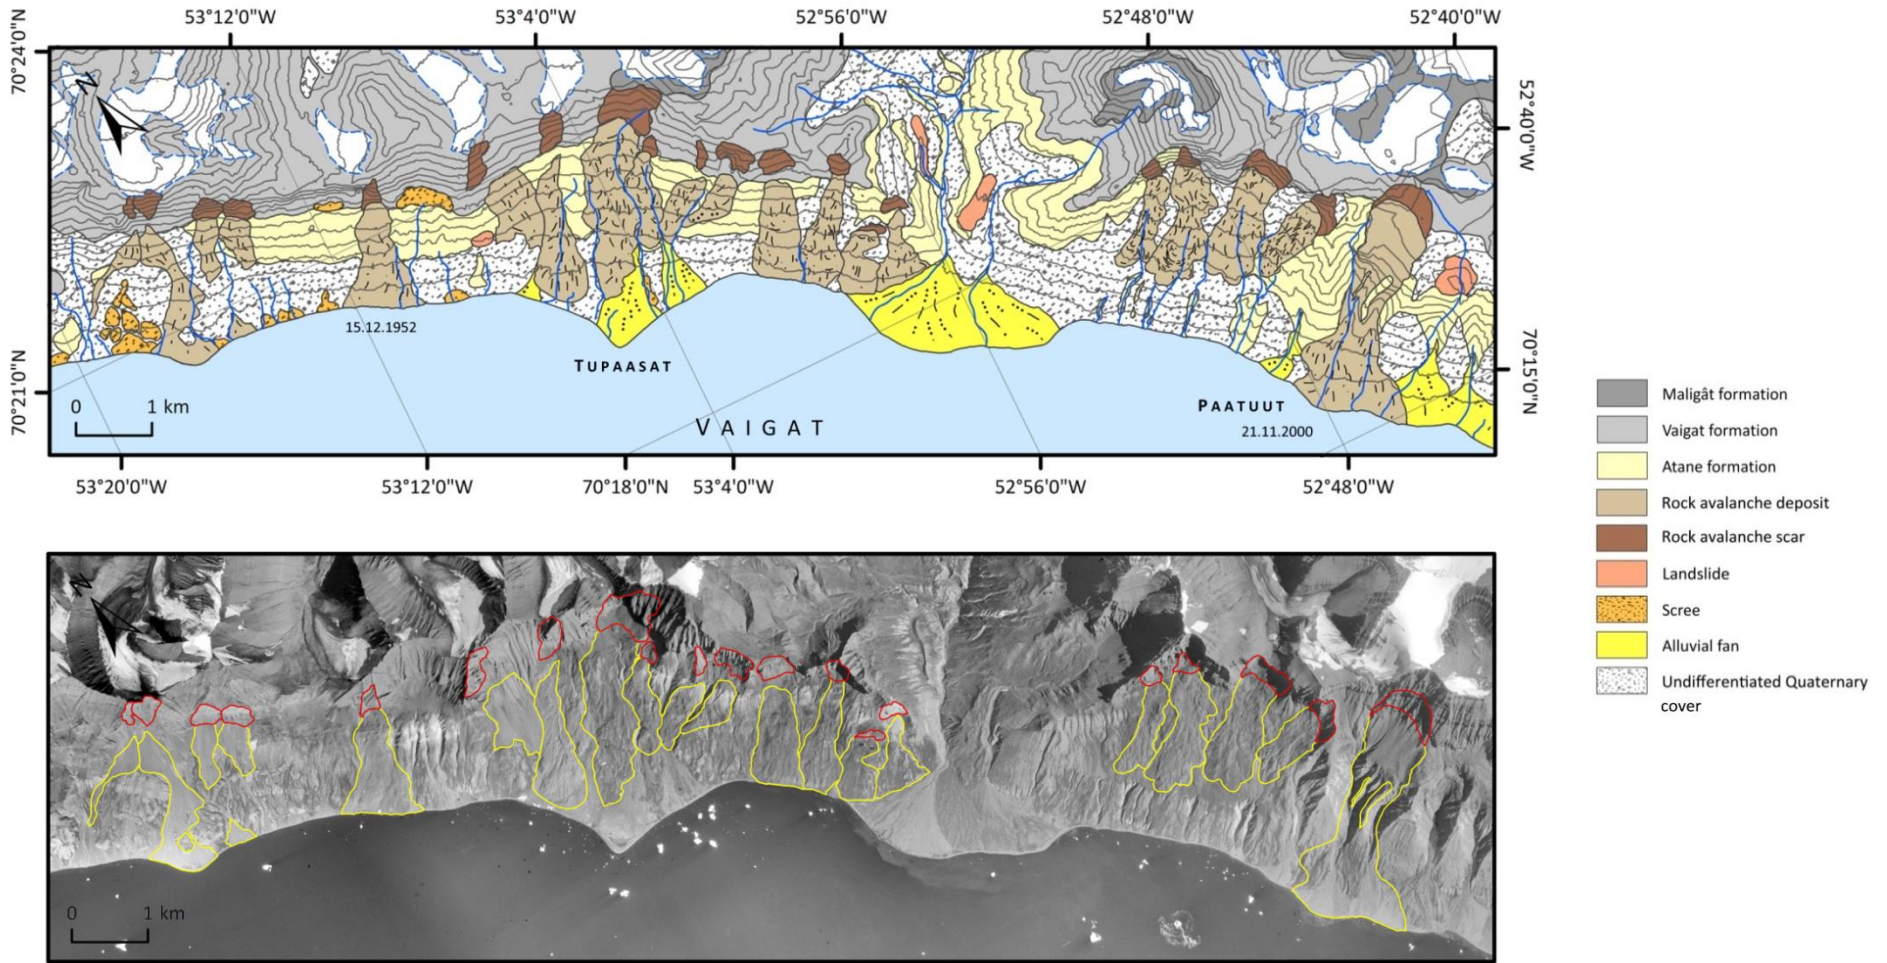 53°12'0"W 53°4'0"W 52°56'0"W 52°48'0"W 52°40'0"W
70°24'0"N
52°40'0"W
N
15.12.1952
TUPAASAT
70°21'0"N
70°15'0"N
0 1 km
VAIGAT
PAATUUT
21.11.2000
53°20'0"W 53°12'0"W 70°18'0"N 53°4'0"W 52°56'0"W 52°48'0"W
Maligât formation
Vaigat formation
Atane formation
Rock avalanche deposit
Rock avalanche scar
Landslide
Scree
Alluvial fan
Undifferentiated Quaternary
cover
N
0 1 km